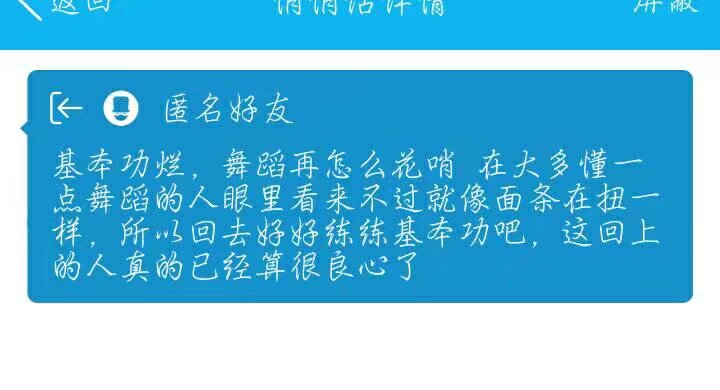 返回
悄悄话详情
屏蔽
匿名好友
基本功烂，舞蹈再怎么花哨 在大多懂一
点舞蹈的人眼里看来不过就像面条在扭一
样，所以回去好好练练基本功吧，这回上
的人真的已经算很良心了